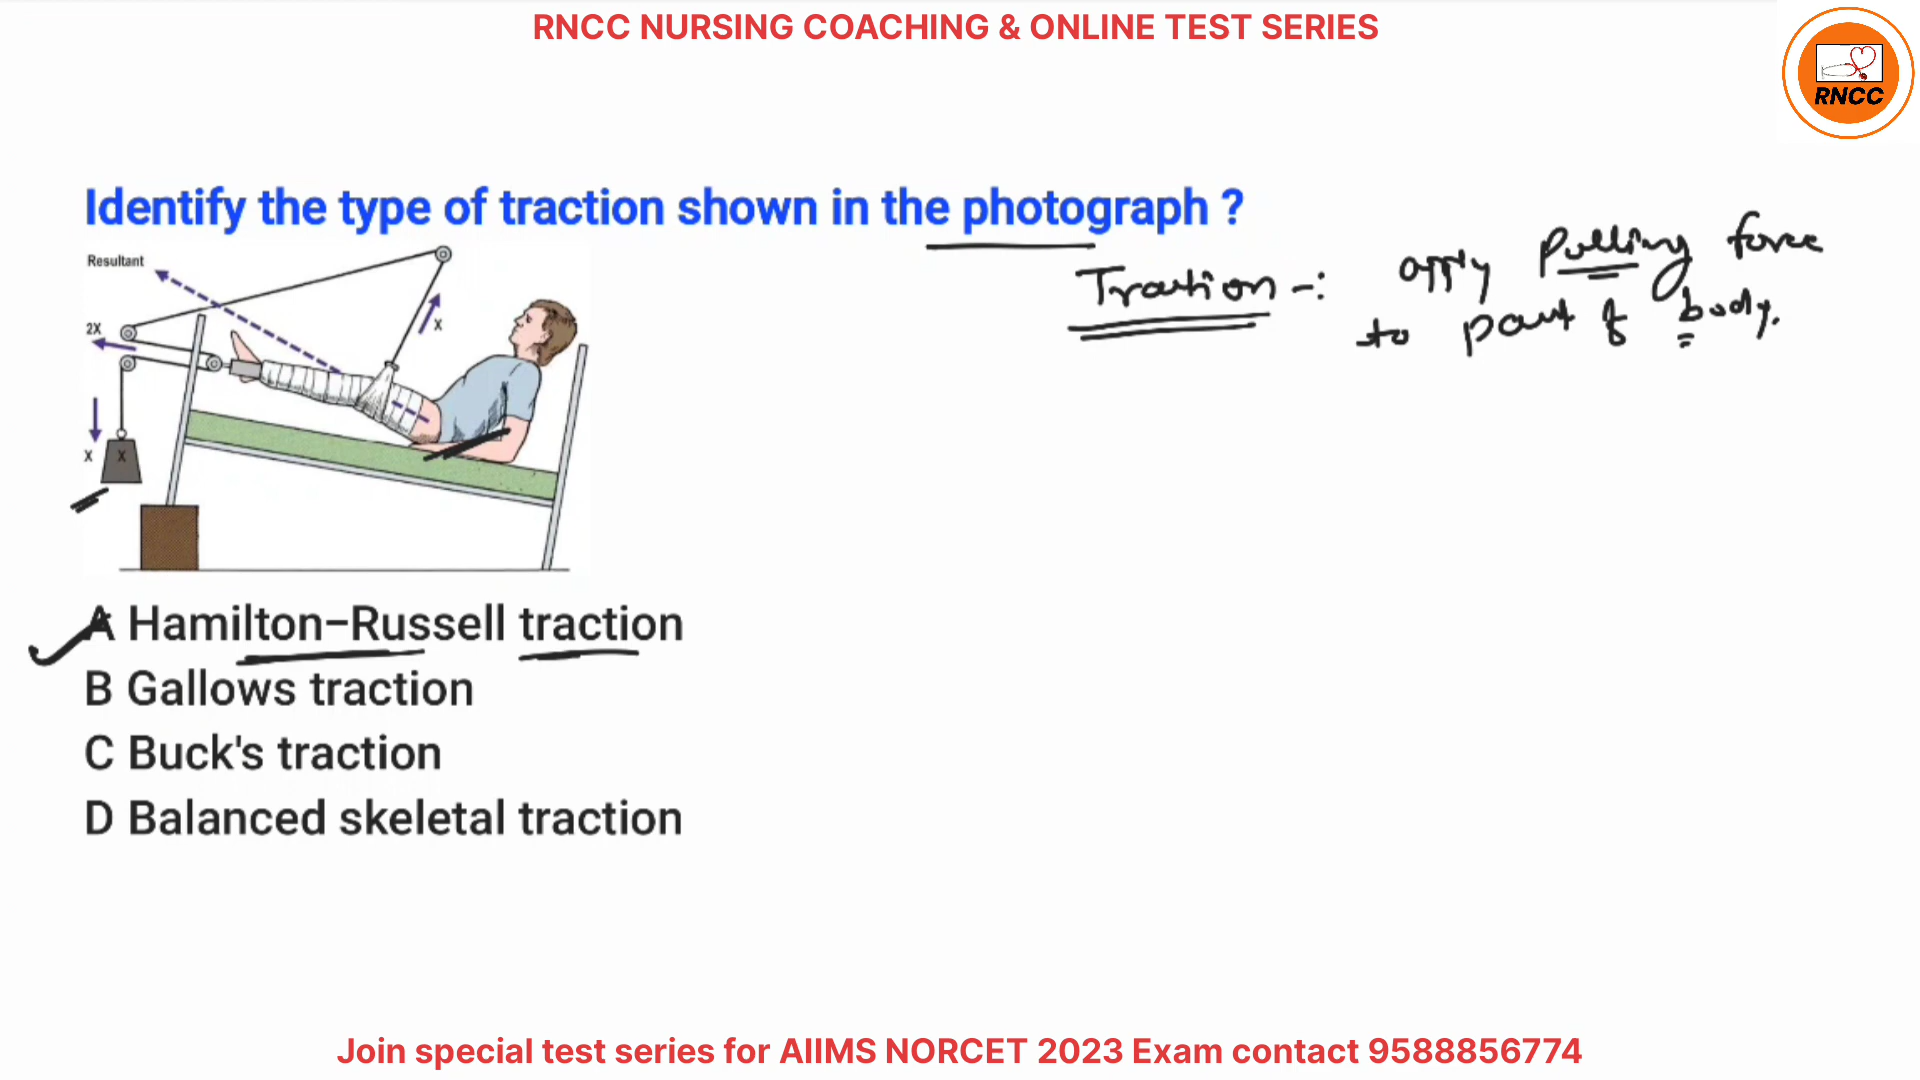 RNCC NURSING COACHING & ONLINE TEST SERIES
RNCC
Identify the type of traction shown in the photograph ?
Traction -: apply Pulling force
to part of body.
Resultant
2X
X
X
X
A Hamilton–Russell traction
B Gallows traction
C Buck's traction
D Balanced skeletal traction
Join special test series for AIIMS NORCET 2023 Exam contact 9588856774